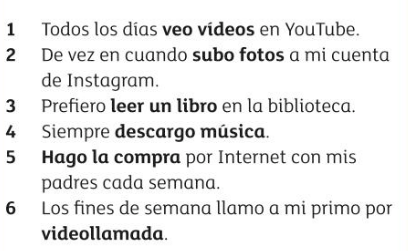 1 Todos los días veo vídeos en YouTube.
2 De vez en cuando subo fotos a mi cuenta
de Instagram.
3 Prefiero leer un libro en la biblioteca.
4 Siempre descargo música.
5 Hago la compra por Internet con mis
padres cada semana.
6 Los fines de semana llamo a mi primo por
videollamada.